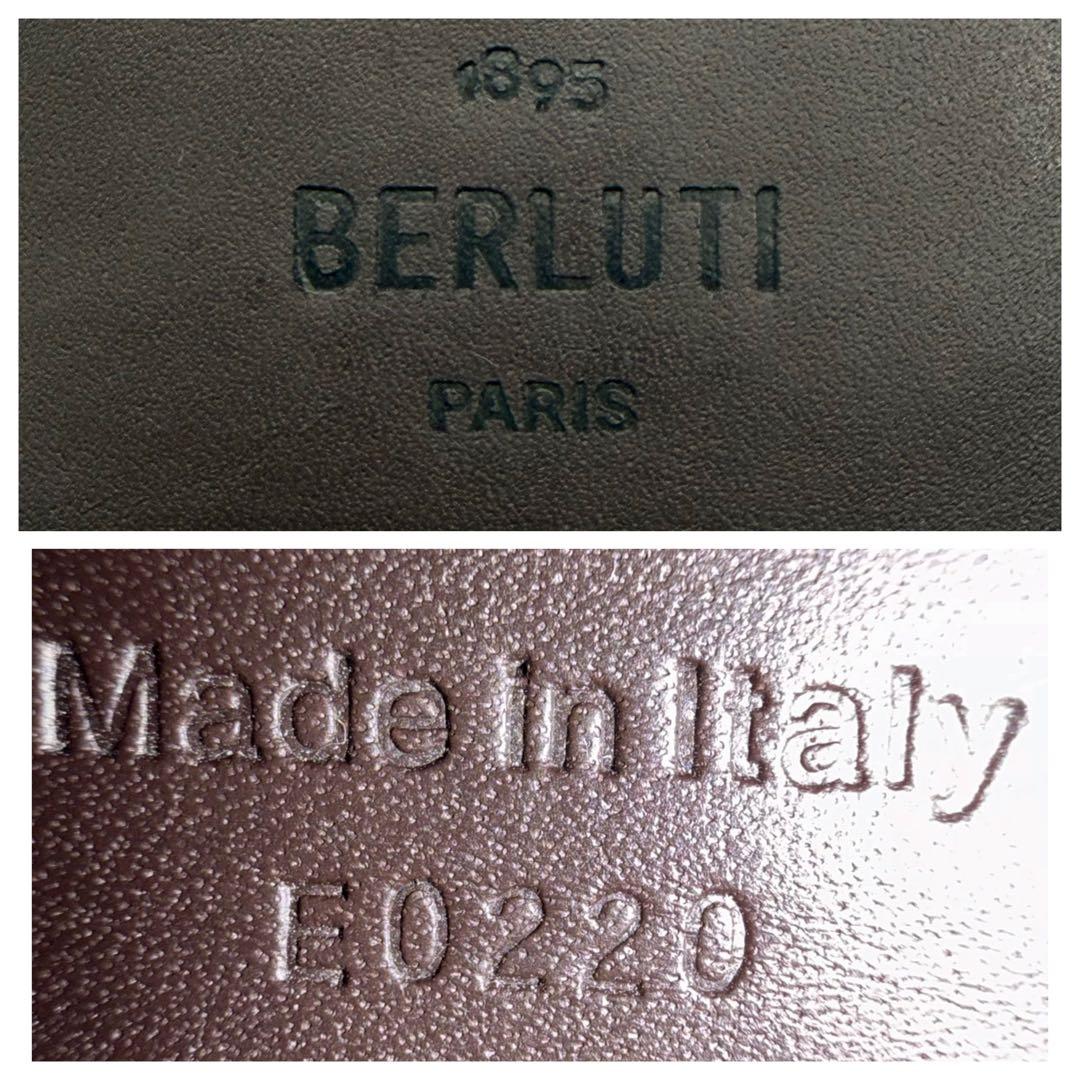 1895
BERLUTI
PARIS
Made in Italy
E0220